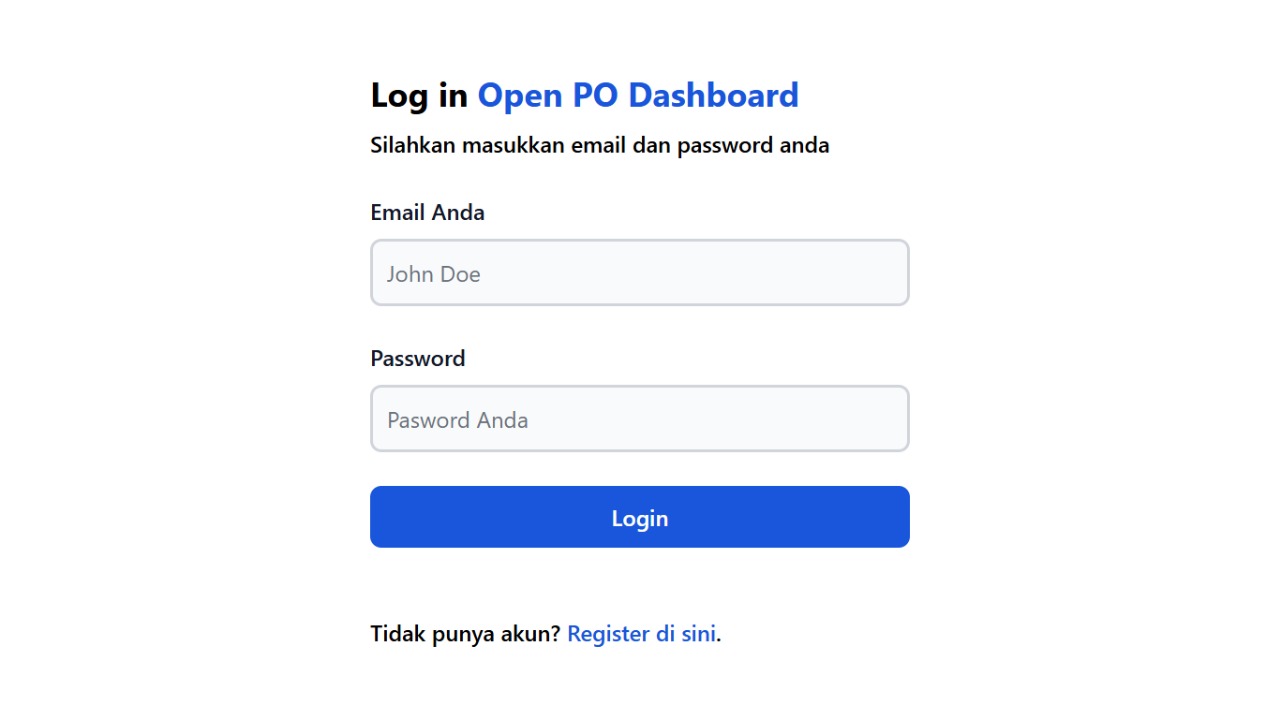 Log in Open PO Dashboard
Silahkan masukkan email dan password anda
Email Anda
John Doe
Password
Pasword Anda
Login
Tidak punya akun? Register di sini.